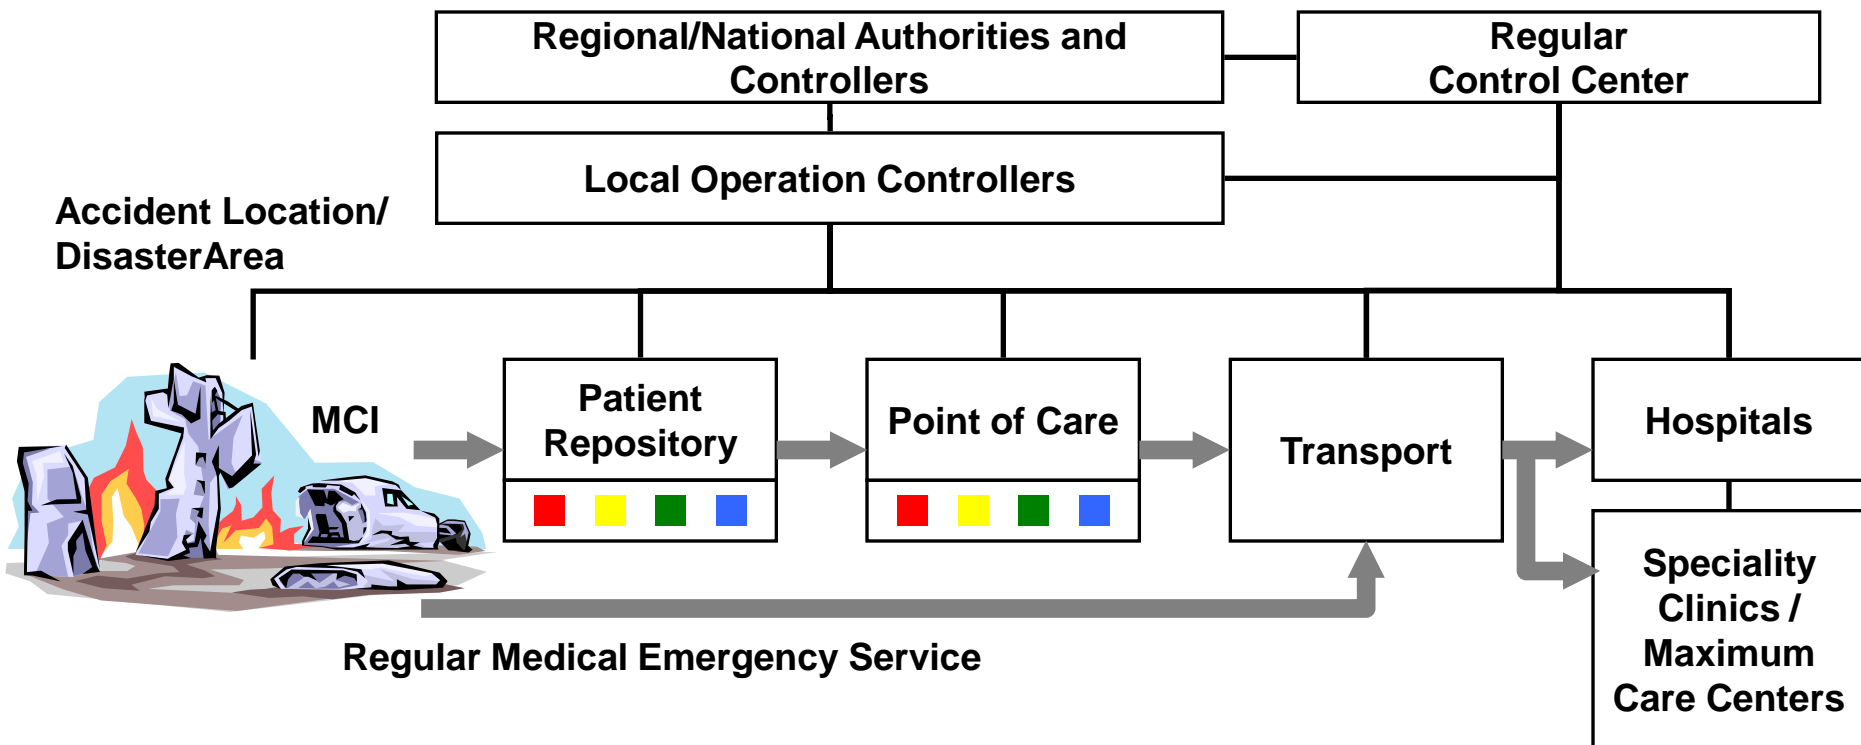 Regional/National Authorities and
Controllers
Regular
Control Center
Local Operation Controllers
Accident Location/
DisasterArea
MCI
Patient
Repository
Point of Care
Transport
Hospitals
Speciality
Clinics /
Maximum
Care Centers
Regular Medical Emergency Service